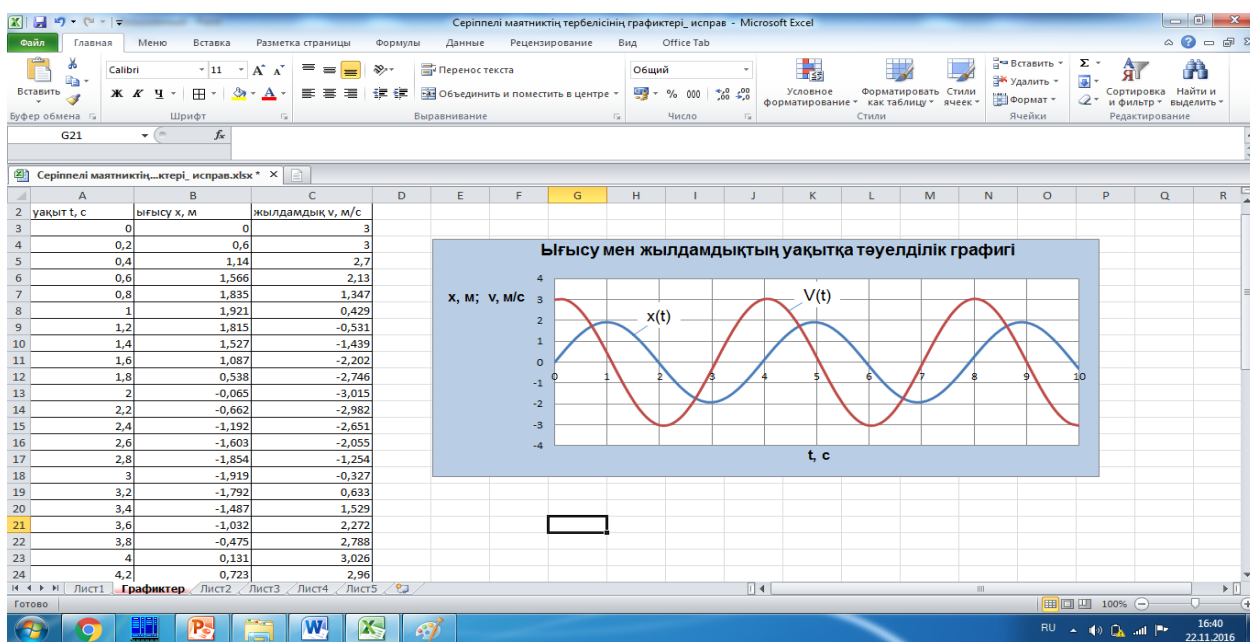 Серіппелі маятниктің тербелісінің графиктері_ исправ - Microsoft Excel
Файл Главная Меню Вставка Разметка страницы Формулы Данные Рецензирование Вид Office Tab
Вставить
Calibri 11
Ж К Ч
Перенос текста
Объединить и поместить в центре
Общий
% 000
Условное форматирование
Форматировать как таблицу
Стили ячеек
Вставить
Удалить
Формат
Сортировка и фильтр
Найти и выделить
Буфер обмена Шрифт Выравнивание Число Стили Ячейки Редактирование
G21 fx
Серіппелі маятниктің...ктері_ исправ.xlsx *
A B C D E F G H I J K L M N O P Q R
2 уақыт t, с ығысу х, м жылдамдық v, м/с
3 0 0 3
4 0,2 0,6 3
5 0,4 1,14 2,7
6 0,6 1,566 2,13
7 0,8 1,835 1,347
8 1 1,921 0,429
9 1,2 1,815 -0,531
10 1,4 1,527 -1,439
11 1,6 1,087 -2,202
12 1,8 0,538 -2,746
13 2 -0,065 -3,015
14 2,2 -0,662 -2,982
15 2,4 -1,192 -2,651
16 2,6 -1,603 -2,055
17 2,8 -1,854 -1,254
18 3 -1,919 -0,327
19 3,2 -1,792 0,633
20 3,4 -1,487 1,529
21 3,6 -1,032 2,272
22 3,8 -0,475 2,788
23 4 0,131 3,026
24 4,2 0,723 2,96
Ығысу мен жылдамдықтың уақытқа тәуелділік графигі
х, м; v, м/с
4
3
2
1
0
-1
-2
-3
-4
x(t)
V(t)
0 1 2 3 4 5 6 7 8 9 10
t, с
Лист1 Графиктер Лист2 Лист3 Лист4 Лист5
Готово 100%
RU 16:40
22.11.2016